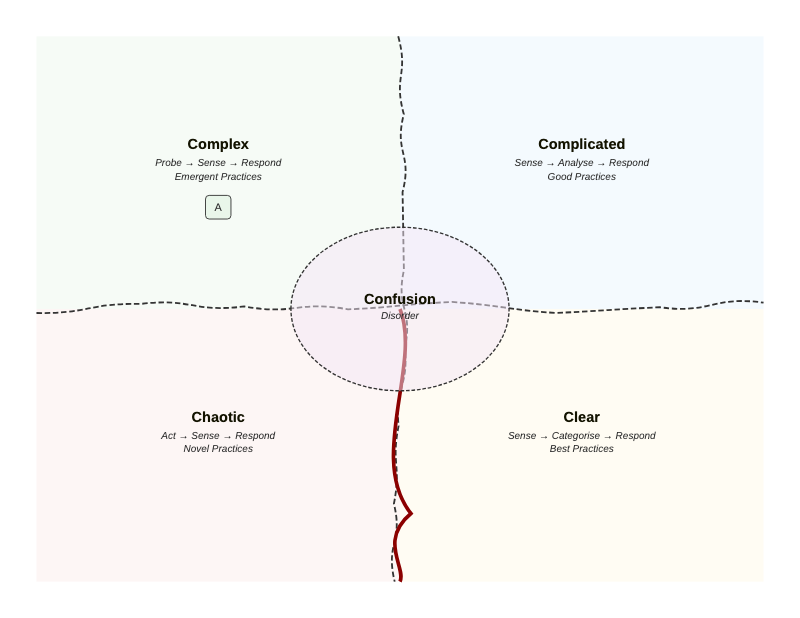 Complex
Probe → Sense → Respond
Emergent Practices
A
Complicated
Sense → Analyse → Respond
Good Practices
Confusion
Disorder
Chaotic
Act → Sense → Respond
Novel Practices
Clear
Sense → Categorise → Respond
Best Practices